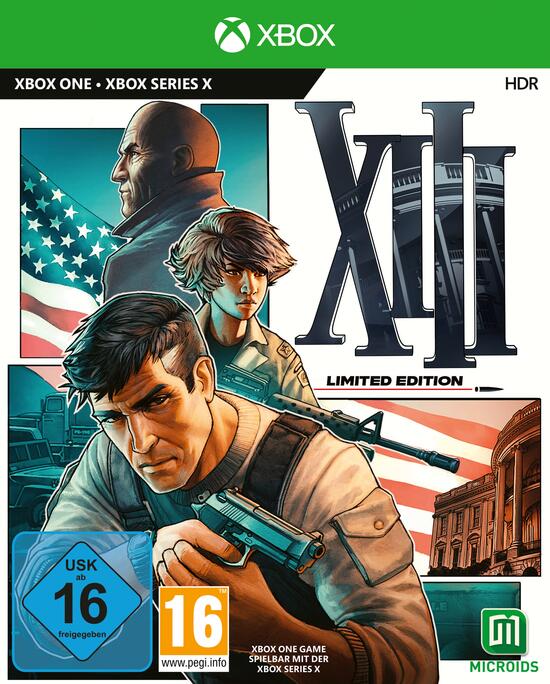 XBOX
XBOX ONE • XBOX SERIES X
HDR
XIII
LIMITED EDITION
USK
ab
16
freigegeben
16
TM
www.pegi.info
XBOX ONE GAME
SPIELBAR MIT DER
XBOX SERIES X
M
MICROIDS